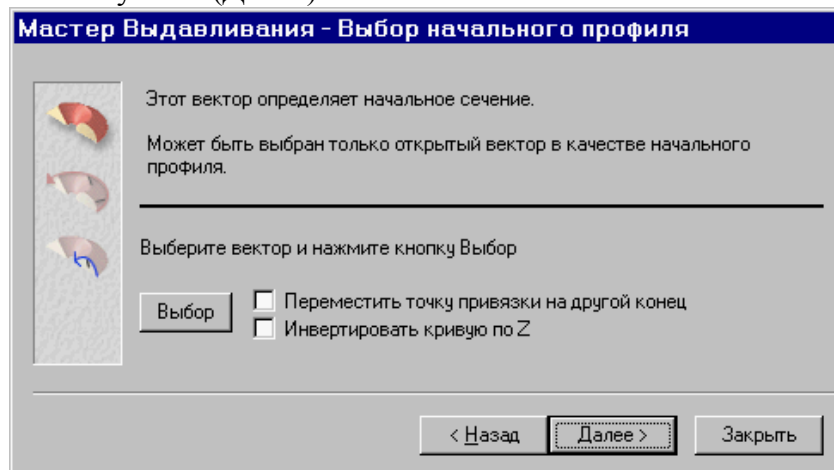 Мастер Выдавливания - Выбор начального профиля
Этот вектор определяет начальное сечение.
Может быть выбран только открытый вектор в качестве начального
профиля.
Выберите вектор и нажмите кнопку Выбор
Выбор
Переместить точку привязки на другой конец
Инвертировать кривую по Z
< Назад
Далее >
Закрыть